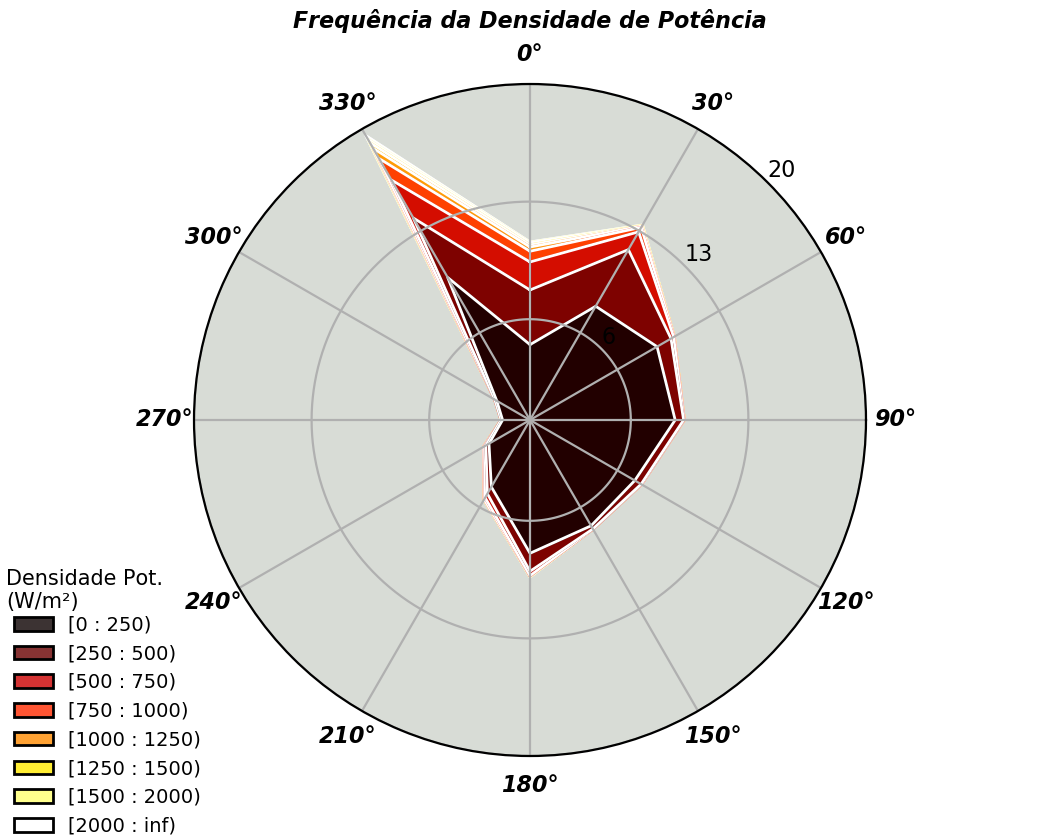 Frequência da Densidade de Potência
0°
330°
30°
20
300°
60°
13
6
270°
90°
240°
120°
210°
150°
180°
Densidade Pot.
(W/m²)
[0 : 250)
[250 : 500)
[500 : 750)
[750 : 1000)
[1000 : 1250)
[1250 : 1500)
[1500 : 2000)
[2000 : inf)